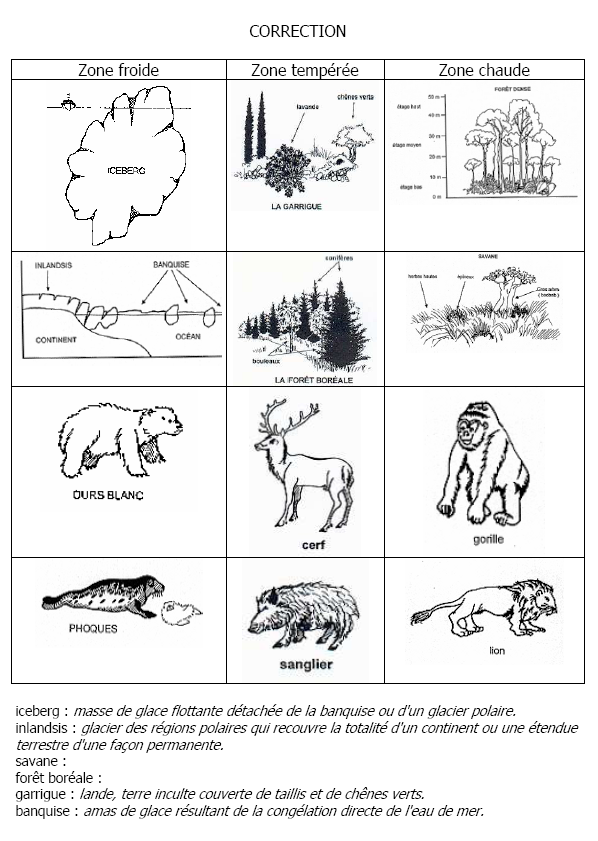 CORRECTION
Zone froide
Zone tempérée
Zone chaude
ICEBERG
lavande
chênes verts
LA GARRIGUE
FORÊT DENSE
50 m
étage haut
40 m
30 m
étage moyen
20 m
10 m
étage bas
0 m
INLANDSIS
BANQUISE
CONTINENT
OCÉAN
conifères
bouleaux
LA FORÊT BORÉALE
SAVANE
herbes hautes
épineux
Gros arbre
( baobab )
OURS BLANC
cerf
gorille
PHOQUES
sanglier
lion
iceberg : masse de glace flottante détachée de la banquise ou d'un glacier polaire.
inlandsis : glacier des régions polaires qui recouvre la totalité d'un continent ou une étendue
terrestre d'une façon permanente.
savane :
forêt boréale :
garrigue : lande, terre inculte couverte de taillis et de chênes verts.
banquise : amas de glace résultant de la congélation directe de l'eau de mer.